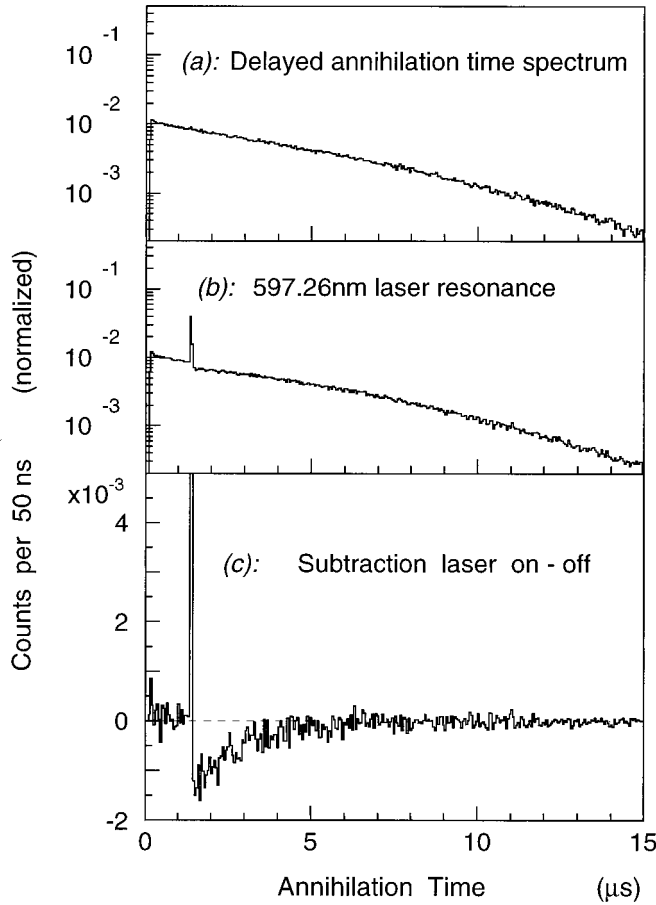 10^-1
(a): Delayed annihilation time spectrum
10^-2
10^-3
10^-1
(b): 597.26nm laser resonance
10^-2
10^-3
x10^-3
4
(c): Subtraction laser on - off
2
0
-2
0 5 10 15
Annihilation Time (μs)
Counts per 50 ns (normalized)